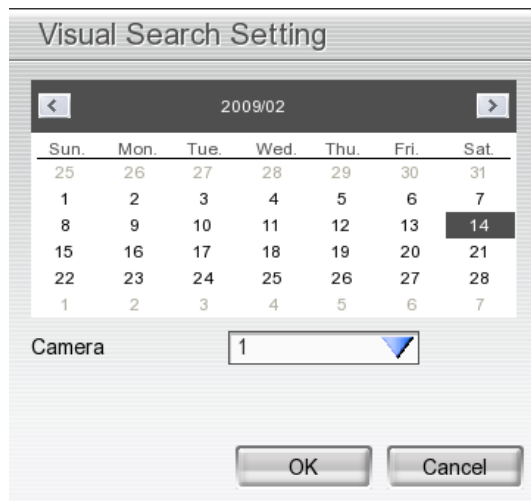 Visual Search Setting
< 2009/02 >
Sun. Mon. Tue. Wed. Thu. Fri. Sat.
25 26 27 28 29 30 31
1 2 3 4 5 6 7
8 9 10 11 12 13 14
15 16 17 18 19 20 21
22 23 24 25 26 27 28
1 2 3 4 5 6 7
Camera 1
OK Cancel